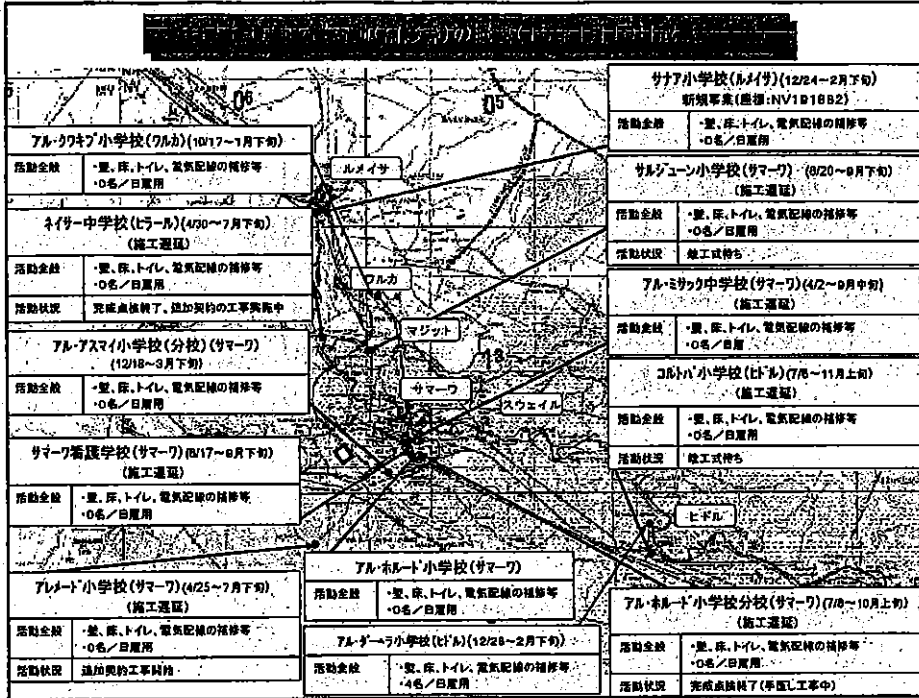 アル・クワキブ小学校(ワルカ)(10/17～1月下旬)
活動全般
・壁、床、トイレ、電気配線の補修等
・0名／日雇用
ネイサー中学校(ヒラール)(4/30～7月下旬)
(施工遅延)
活動全般
・壁、床、トイレ、電気配線の補修等
・0名／日雇用
活動状況
完成点検終了、追加契約の工事実施中
アル・アスマイ小学校(分校)(サマーワ)
(12/18～3月下旬)
活動全般
・壁、床、トイレ、電気配線の補修等
・0名／日雇用
サマーワ看護学校(サマーワ)(8/17～9月下旬)
(施工遅延)
活動全般
・壁、床、トイレ、電気配線の補修等
・0名／日雇用
アレメード小学校(サマーワ)(4/25～7月下旬)
(施工遅延)
活動全般
・壁、床、トイレ、電気配線の補修等
・0名／日雇用
活動状況
追加契約工事開始
ルメイサ
ワルカ
マジット
サマーワ
スウェイル
ヒドル
アル・ホルード小学校(サマーワ)
活動全般
・壁、床、トイレ、電気配線の補修等
・0名／日雇用
アル・ダーラ小学校(ヒドル)(12/26～2月下旬)
活動全般
・壁、床、トイレ、電気配線の補修等
・4名／日雇用
サナア小学校(ルメイサ)(12/24～2月下旬)
新規事業(座標:NV191682)
活動全般
・壁、床、トイレ、電気配線の補修等
・0名／日雇用
サルジューン小学校(サマーワ) (8/20～9月下旬)
(施工遅延)
活動全般
・壁、床、トイレ、電気配線の補修等
・0名／日雇用
活動状況
竣工式待ち
アル・ミサック中学校(サマーワ)(4/2～9月中旬)
(施工遅延)
活動全般
・壁、床、トイレ、電気配線の補修等
・0名／日雇用
コルトバ小学校(ヒドル)(7/6～11月上旬)
(施工遅延)
活動全般
・壁、床、トイレ、電気配線の補修等
・0名／日雇用
活動状況
竣工式待ち
アル・ホルード小学校分校(サマーワ)(7/8～10月上旬)
(施工遅延)
活動全般
・壁、床、トイレ、電気配線の補修等
・0名／日雇用
活動状況
完成点検終了(手直し工事中)